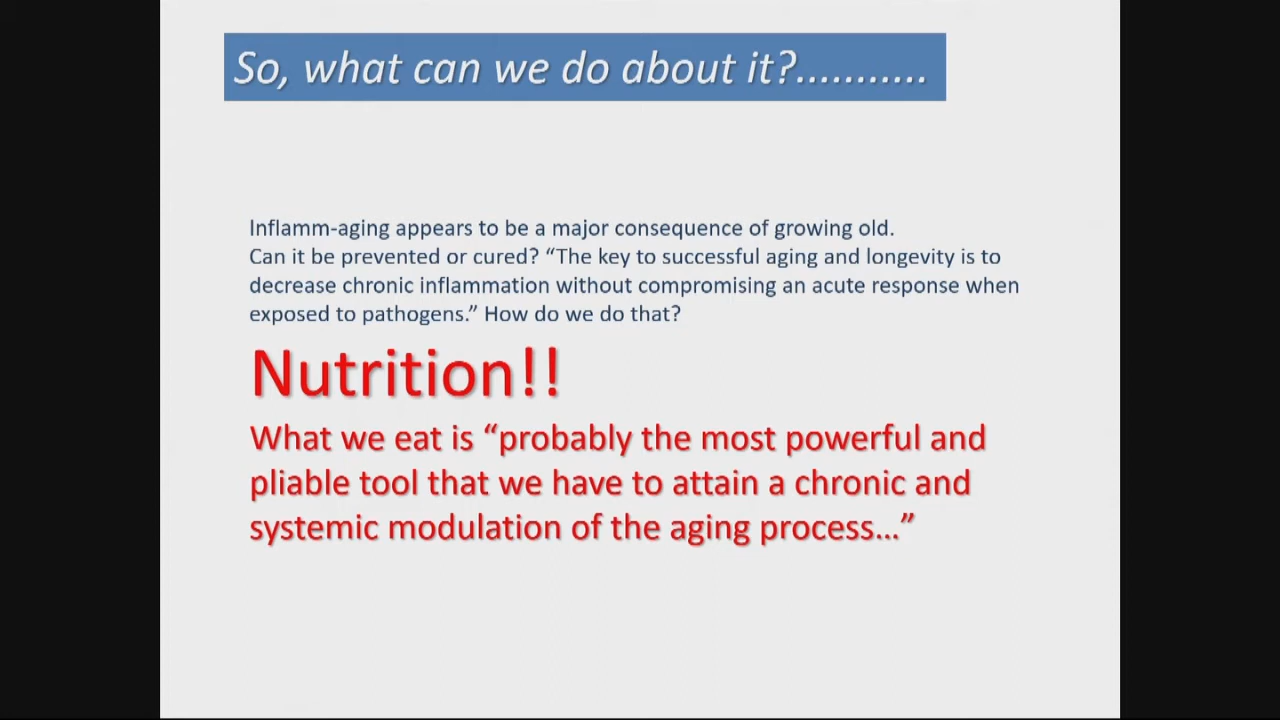 So, what can we do about it?...........
Inflamm-aging appears to be a major consequence of growing old.
Can it be prevented or cured? “The key to successful aging and longevity is to
decrease chronic inflammation without compromising an acute response when
exposed to pathogens.” How do we do that?
Nutrition!!
What we eat is “probably the most powerful and
pliable tool that we have to attain a chronic and
systemic modulation of the aging process…”